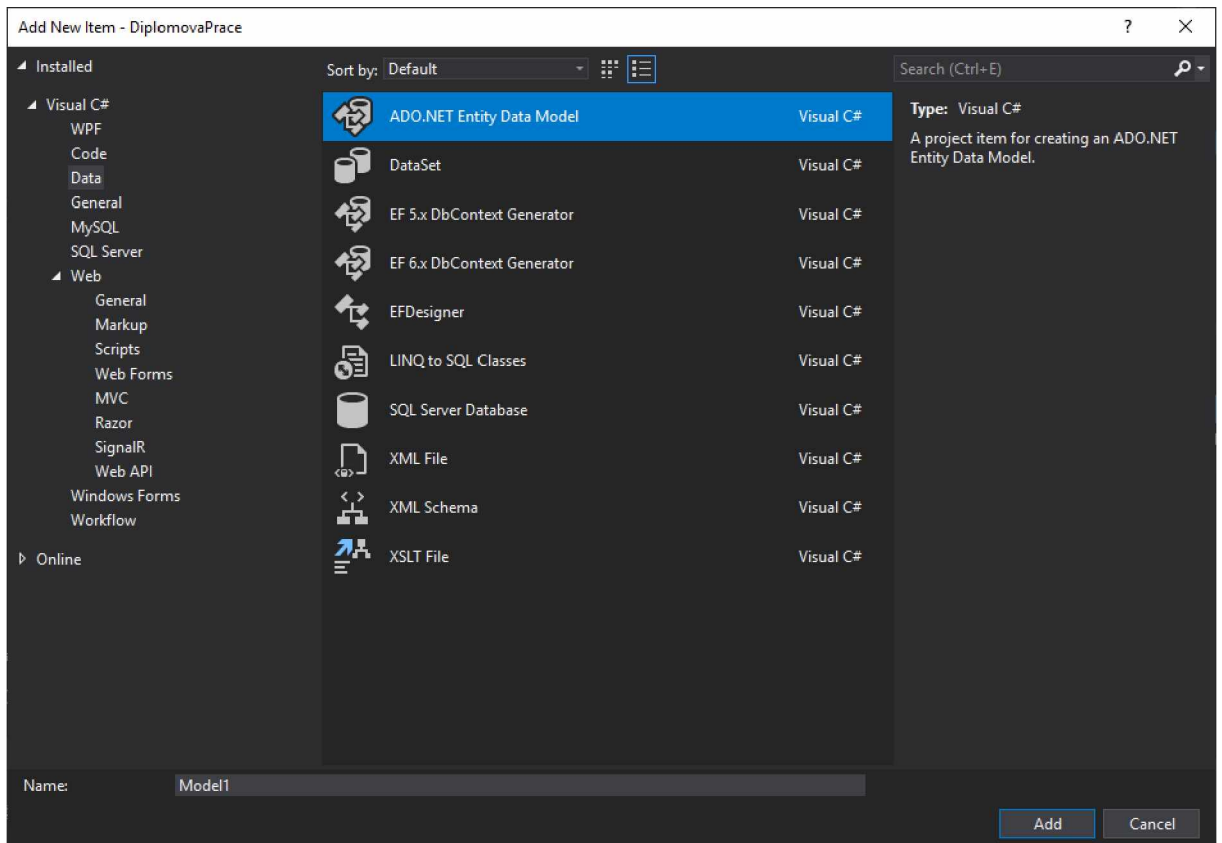 Add New Item - DiplomovaPrace
?
Installed
Sort by: Default
Search (Ctrl+E)
Visual C#
WPF
Code
Data
General
MySQL
SQL Server
Web
General
Markup
Scripts
Web Forms
MVC
Razor
SignalR
Web API
Windows Forms
Workflow
Online
ADO.NET Entity Data Model Visual C#
DataSet Visual C#
EF 5.x DbContext Generator Visual C#
EF 6.x DbContext Generator Visual C#
EFDesigner Visual C#
LINQ to SQL Classes Visual C#
SQL Server Database Visual C#
XML File Visual C#
XML Schema Visual C#
XSLT File Visual C#
Type: Visual C#
A project item for creating an ADO.NET
Entity Data Model.
Name: Model1
Add Cancel